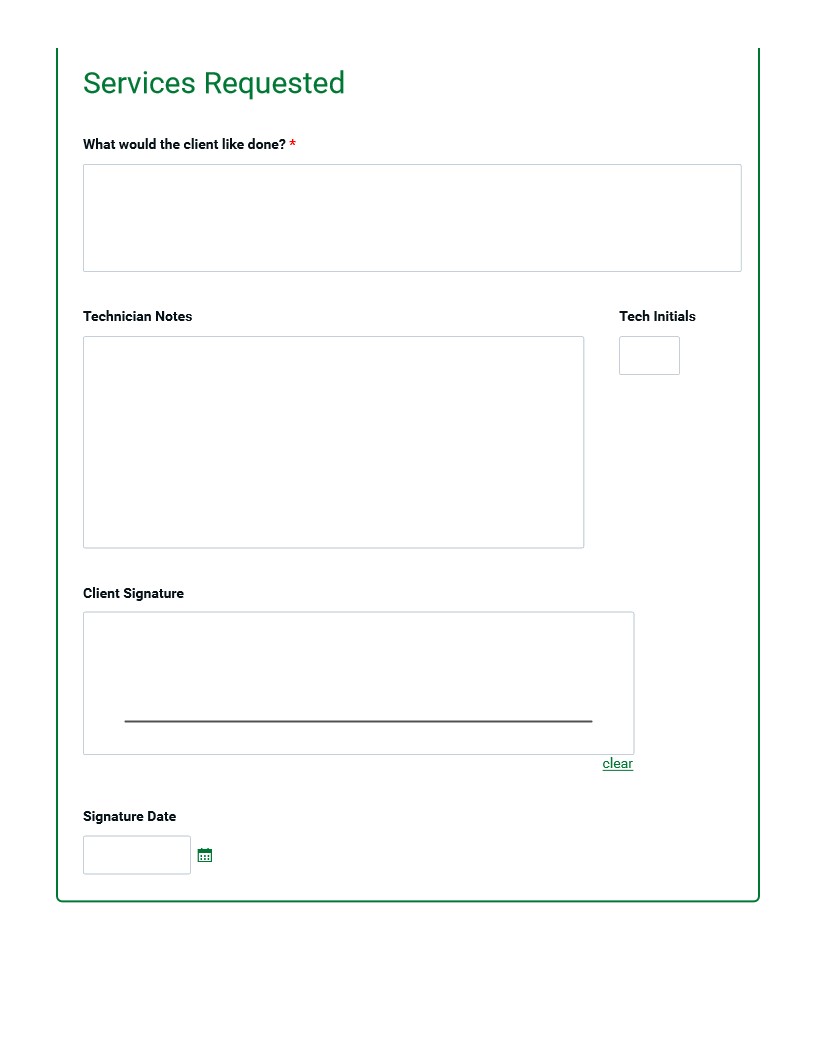 Services Requested
What would the client like done? *
Technician Notes
Tech Initials
Client Signature
clear
Signature Date